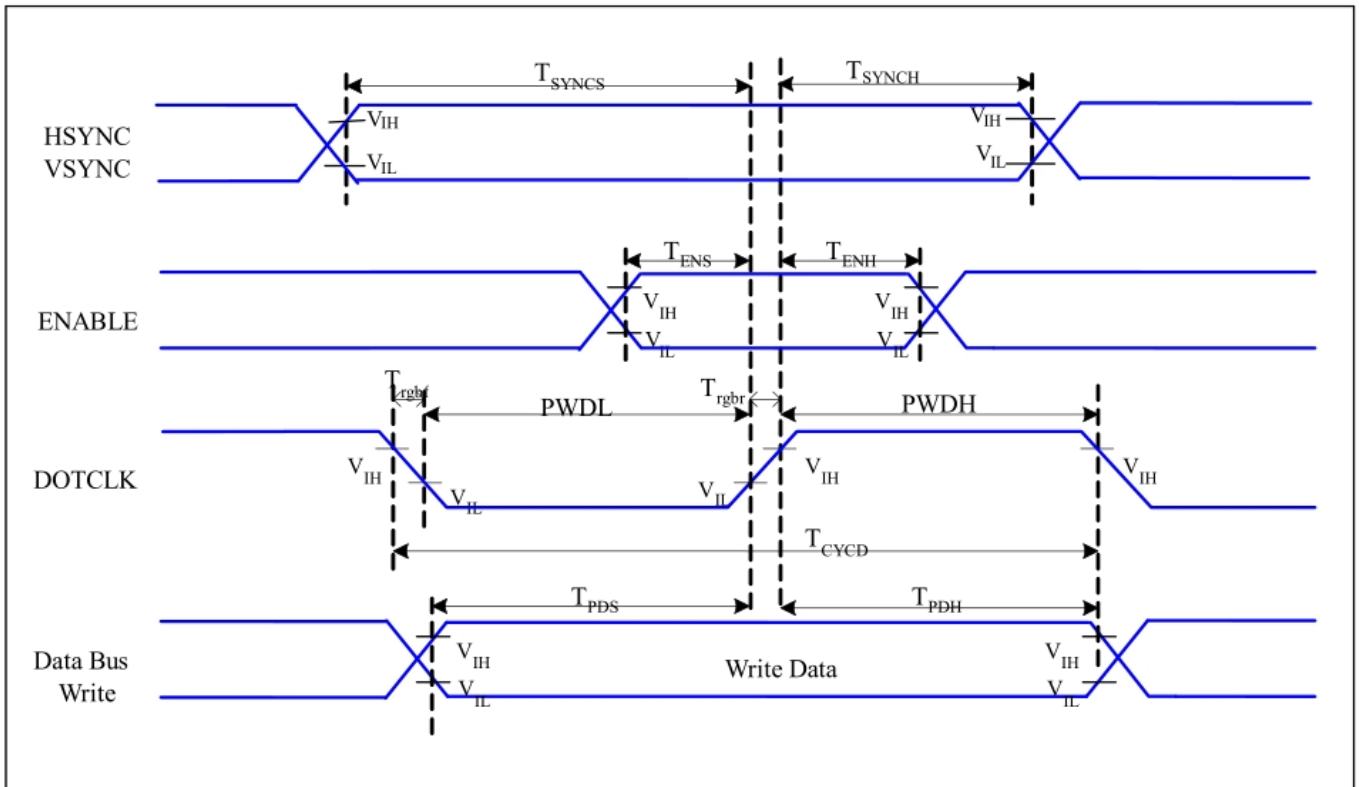 TSYNCS
TSYNCH
HSYNC
VSYNC
VIH
VIL
VIH
VIL
TENS
TENH
ENABLE
VIH
VIL
VIH
VIL
Trgbf
Trgbr
PWDL
PWDH
DOTCLK
VIH
VIL
VIL
VIH
VIH
TCYCD
TPDS
TPDH
Data Bus
Write
VIH
VIL
Write Data
VIH
VIL